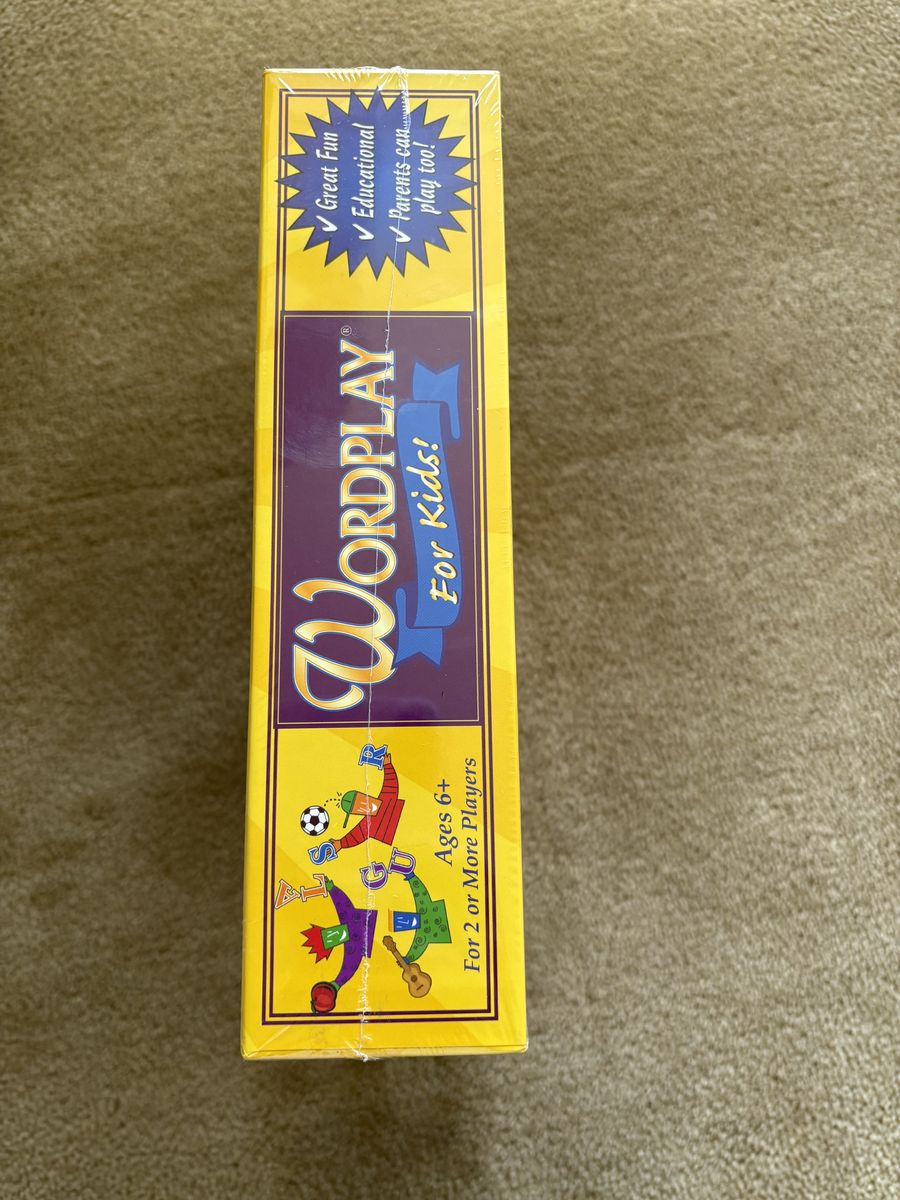 WORDPLAY®
For Kids!
✓ Great Fun
✓ Educational
✓ Parents can
play too!
A
L
S
R
G
U
Ages 6+
For 2 or More Players